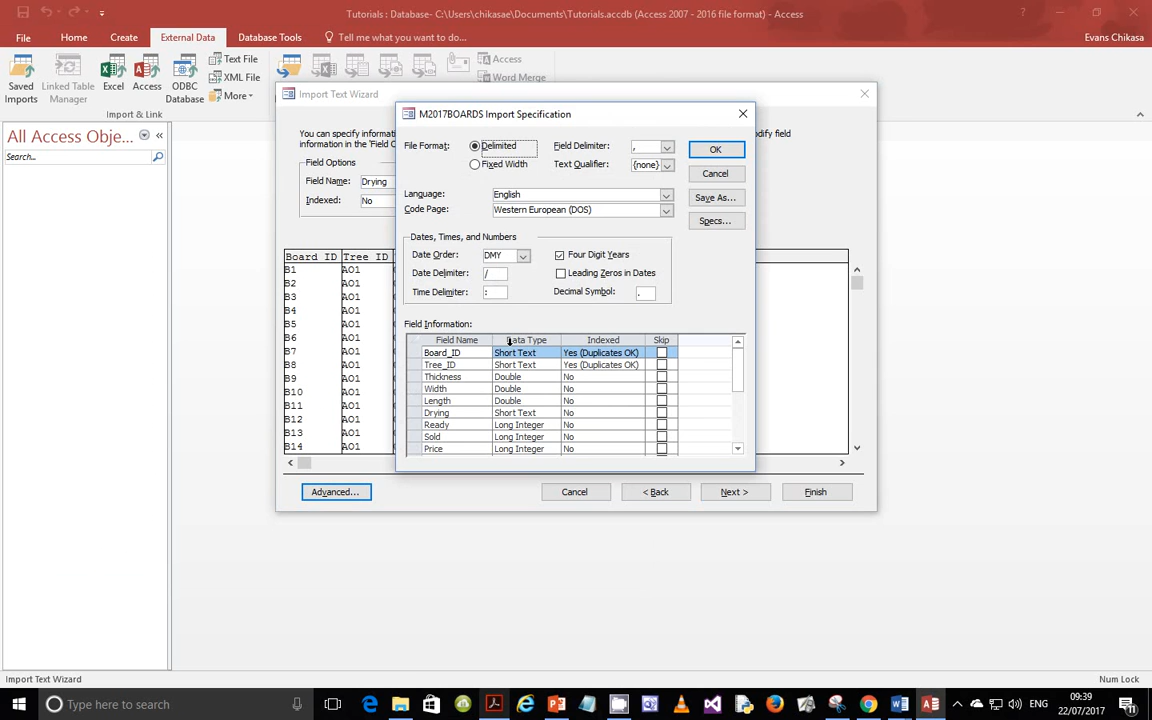 Tutorials : Database- C:\Users\chikasae\Documents\Tutorials.accdb (Access 2007 - 2016 file format) - Access
File Home Create External Data Database Tools Tell me what you want to do... Evans Chikasa
Saved Imports
Linked Table Manager
Excel
Access
ODBC Database
Text File
XML File
More
Access
Word Merge
Import & Link
All Access Obje...
Search...
Import Text Wizard
You can specify informati
information in the 'Field C
odify field
Field Options
Field Name: Drying
Indexed: No
Board ID Tree ID
B1 A01
B2 A01
B3 A01
B4 A01
B5 A01
B6 A01
B7 A01
B8 A01
B9 A01
B10 A01
B11 A01
B12 A01
B13 A01
B14 A01
M2017BOARDS Import Specification
File Format: Delimited Field Delimiter: , OK
Fixed Width Text Qualifier: {none}
Cancel
Language: English Save As...
Code Page: Western European (DOS)
Specs...
Dates, Times, and Numbers
Date Order: DMY Four Digit Years
Date Delimiter: / Leading Zeros in Dates
Time Delimiter: : Decimal Symbol: .
Field Information:
Field Name Data Type Indexed Skip
Board_ID Short Text Yes (Duplicates OK)
Tree_ID Short Text Yes (Duplicates OK)
Thickness Double No
Width Double No
Length Double No
Drying Short Text No
Ready Long Integer No
Sold Long Integer No
Price Long Integer No
Advanced... Cancel < Back Next > Finish
Import Text Wizard Num Lock
Type here to search
ENG
09:39
22/07/2017